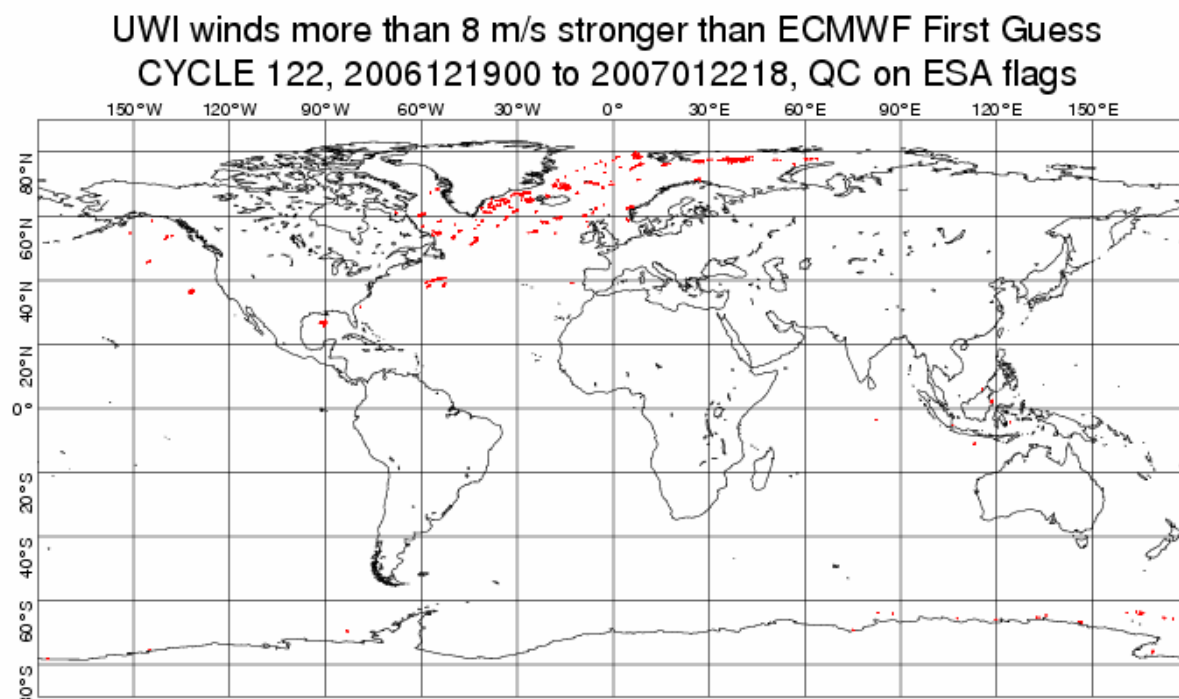 UWI winds more than 8 m/s stronger than ECMWF First Guess
CYCLE 122, 2006121900 to 2007012218, QC on ESA flags
150°W 120°W 90°W 60°W 30°W 0° 30°E 60°E 90°E 120°E 150°E
80°N
60°N
40°N
20°N
0°
20°S
40°S
60°S
80°S